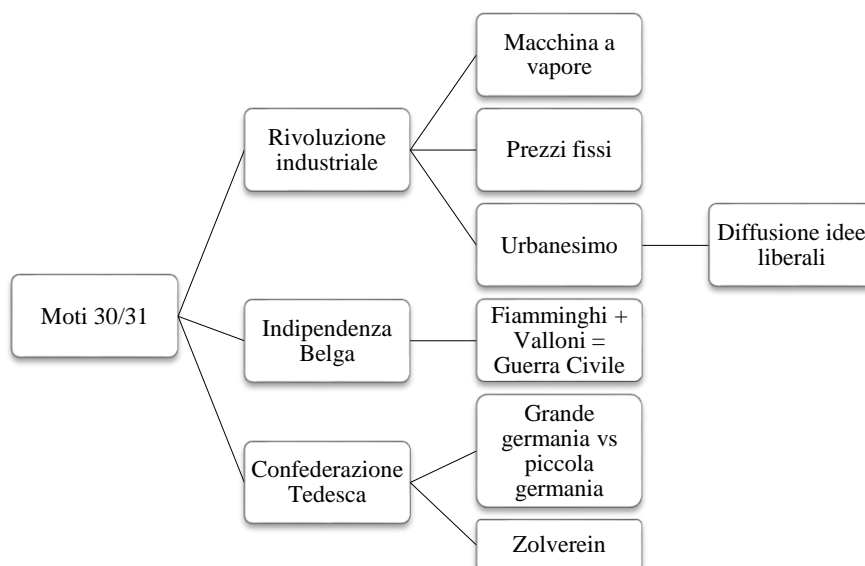 Moti 30/31
Rivoluzione
industriale
Macchina a
vapore
Prezzi fissi
Urbanesimo
Diffusione idee
liberali
Indipendenza
Belga
Fiamminghi +
Valloni =
Guerra Civile
Confederazione
Tedesca
Grande
germania vs
piccola
germania
Zolverein